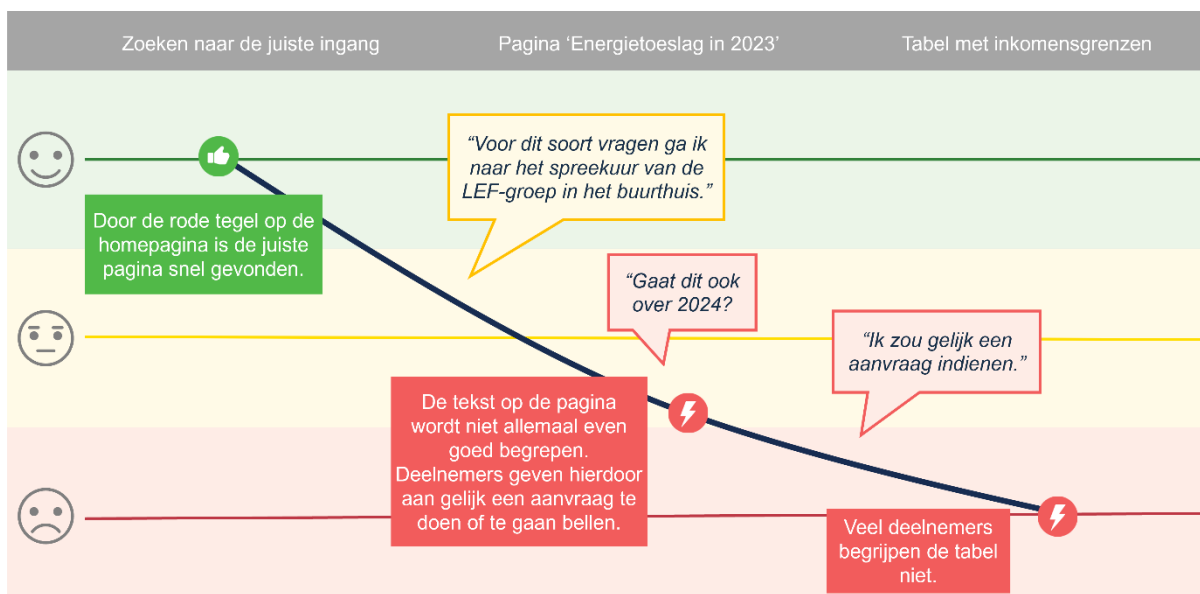 Zoeken naar de juiste ingang
Pagina ‘Energietoeslag in 2023’
Tabel met inkomensgrenzen
“Voor dit soort vragen ga ik
naar het spreekuur van de
LEF-groep in het buurthuis.”
Door de rode tegel op de
homepagina is de juiste
pagina snel gevonden.
“Gaat dit ook
over 2024?
“Ik zou gelijk een
aanvraag indienen.”
De tekst op de pagina
wordt niet allemaal even
goed begrepen.
Deelnemers geven hierdoor
aan gelijk een aanvraag te
doen of te gaan bellen.
Veel deelnemers
begrijpen de tabel
niet.